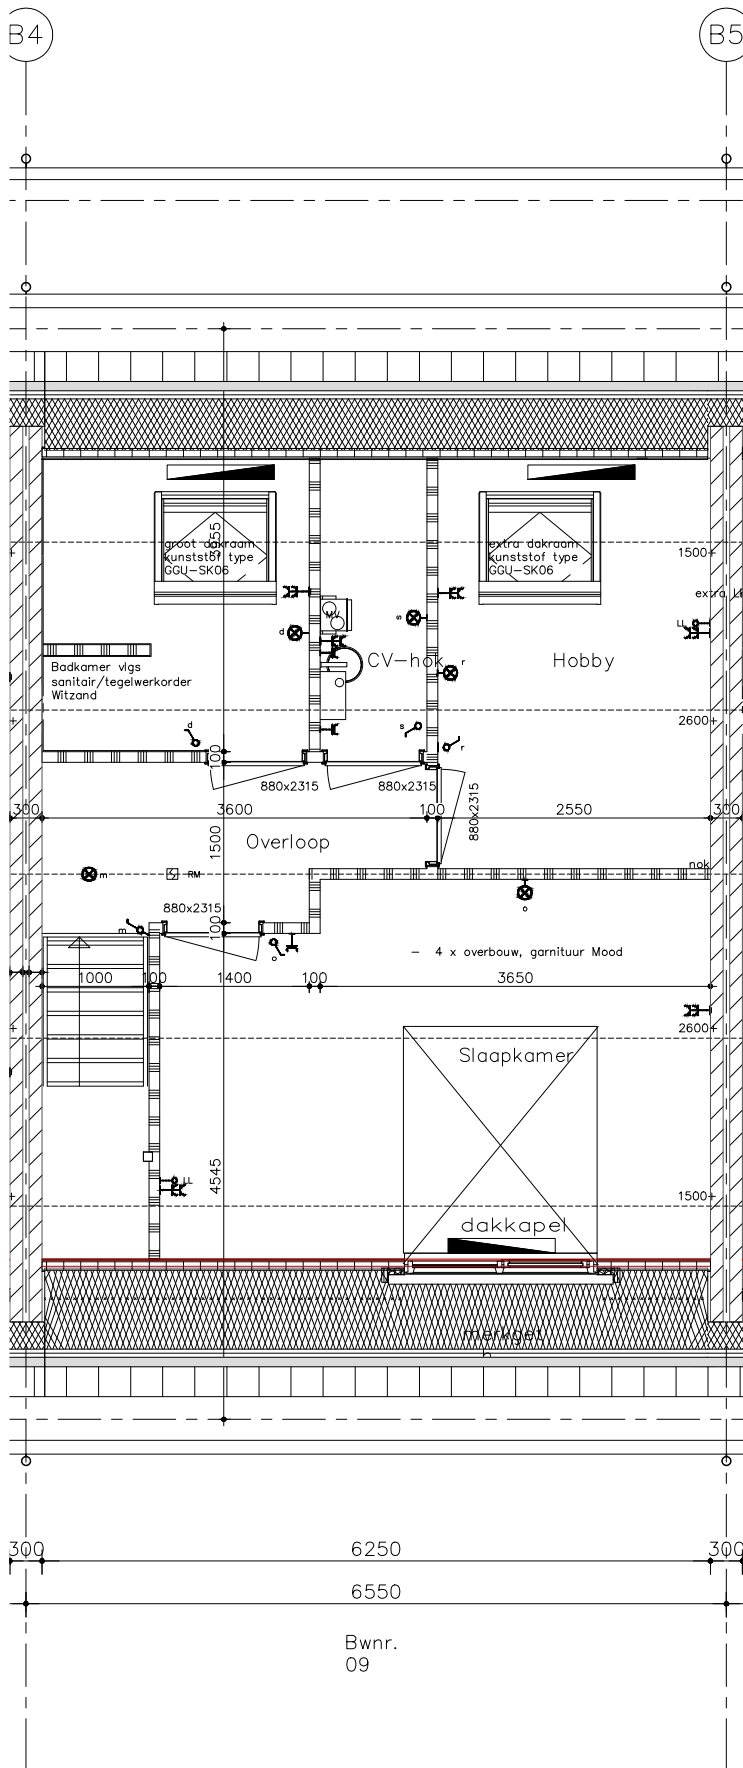 B4
B5
groot dakraam
kunststof type
GGU-SK06
extra dakraam
kunststof type
GGU-SK06
1500+
extra
LL
MV
d
s
r
CV-hok
Hobby
Badkamer vlgs
sanitair/tegelwerkorder
Witzand
2600+
d
s
r
100
880x2315
880x2315
880x2315
300
3600
100
2550
300
Overloop
1500
nok
m
RM
880x2315
o
m
100
o
- 4 x overbouw, garnituur Mood
1000
100
1400
100
3650
2600+
Slaapkamer
LL
4545
1500+
dakkapel
merkget
300
6250
300
6550
Bwnr.
09